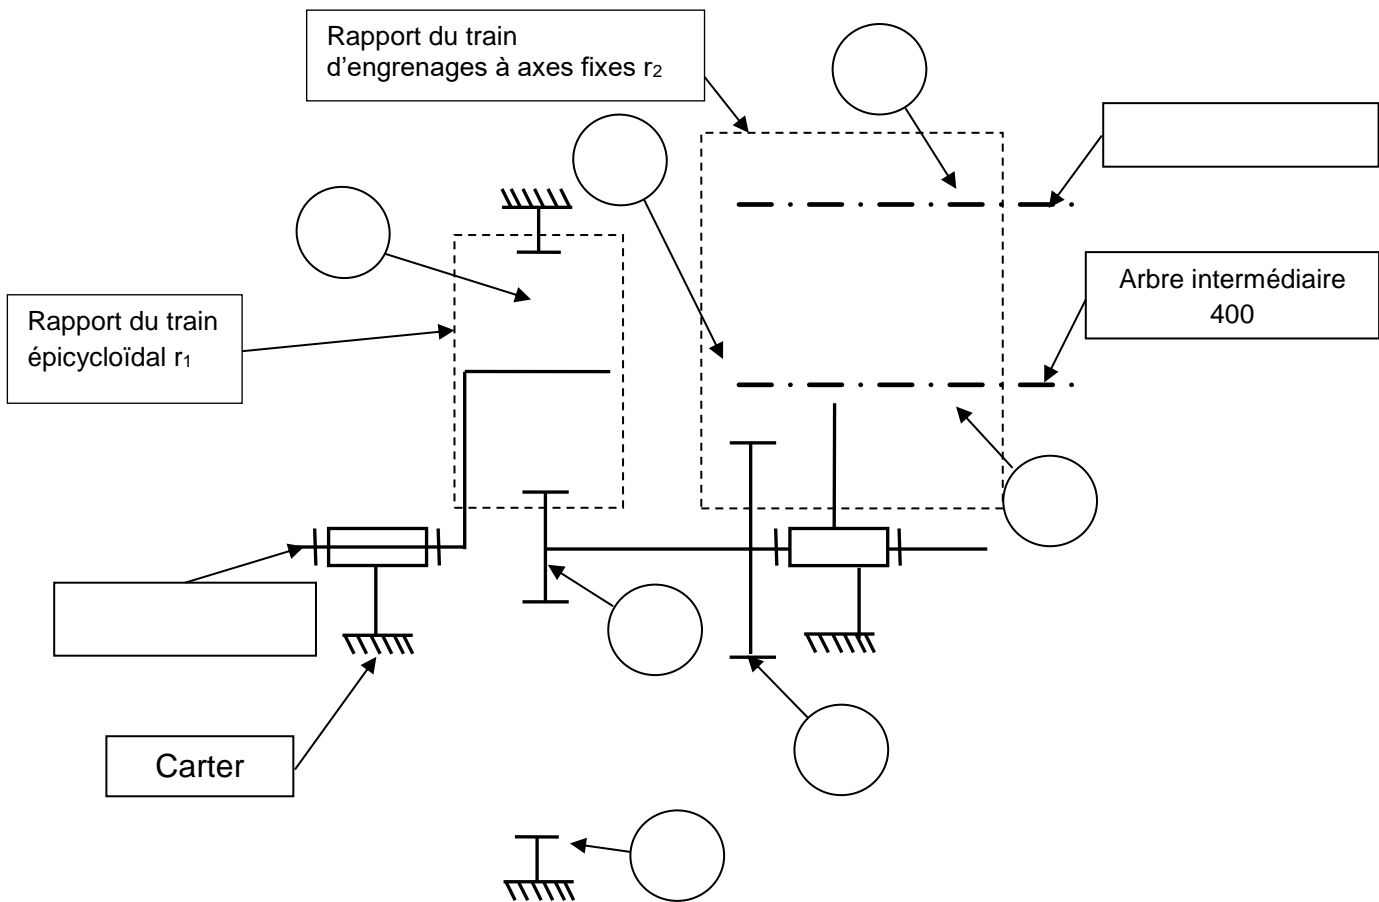 Rapport du train
d'engrenages à axes fixes r2
Arbre intermédiaire
400
Rapport du train
épicycloïdal r1
Carter